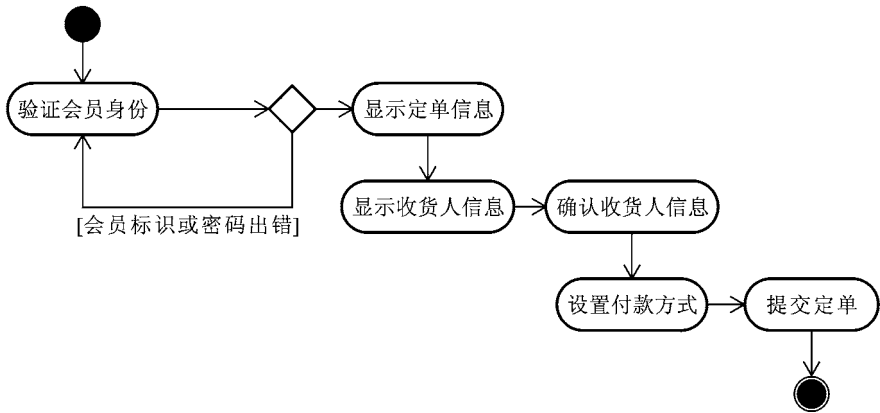 验证会员身份
显示定单信息
显示收货人信息
确认收货人信息
[会员标识或密码出错]
设置付款方式
提交定单